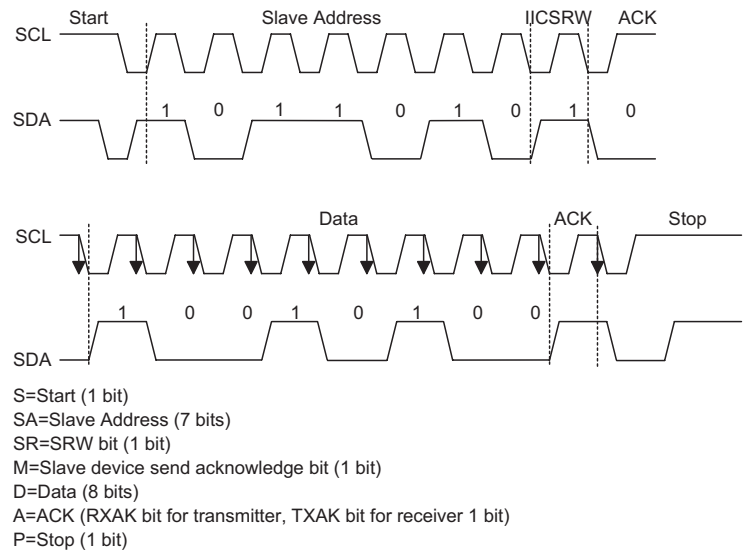 Start Slave Address IICSRW ACK
SCL
SDA 1 0 1 1 0 1 0 1 0
Data ACK Stop
SCL
1 0 0 1 0 1 0 0
SDA
S=Start (1 bit)
SA=Slave Address (7 bits)
SR=SRW bit (1 bit)
M=Slave device send acknowledge bit (1 bit)
D=Data (8 bits)
A=ACK (RXAK bit for transmitter, TXAK bit for receiver 1 bit)
P=Stop (1 bit)